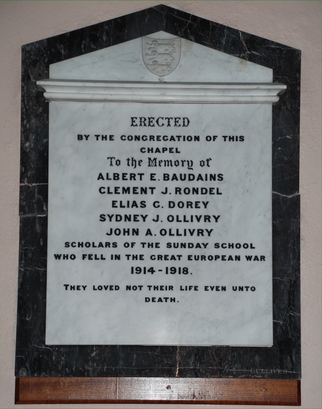 ERECTED
BY THE CONGREGATION OF THIS
CHAPEL
To the Memory of
ALBERT E. BAUDAINS
CLEMENT J. RONDEL
ELIAS G. DOREY
SYDNEY J. OLLIVRY
JOHN A. OLLIVRY
SCHOLARS OF THE SUNDAY SCHOOL
WHO FELL IN THE GREAT EUROPEAN WAR
1914-1918.
THEY LOVED NOT THEIR LIFE EVEN UNTO
DEATH.